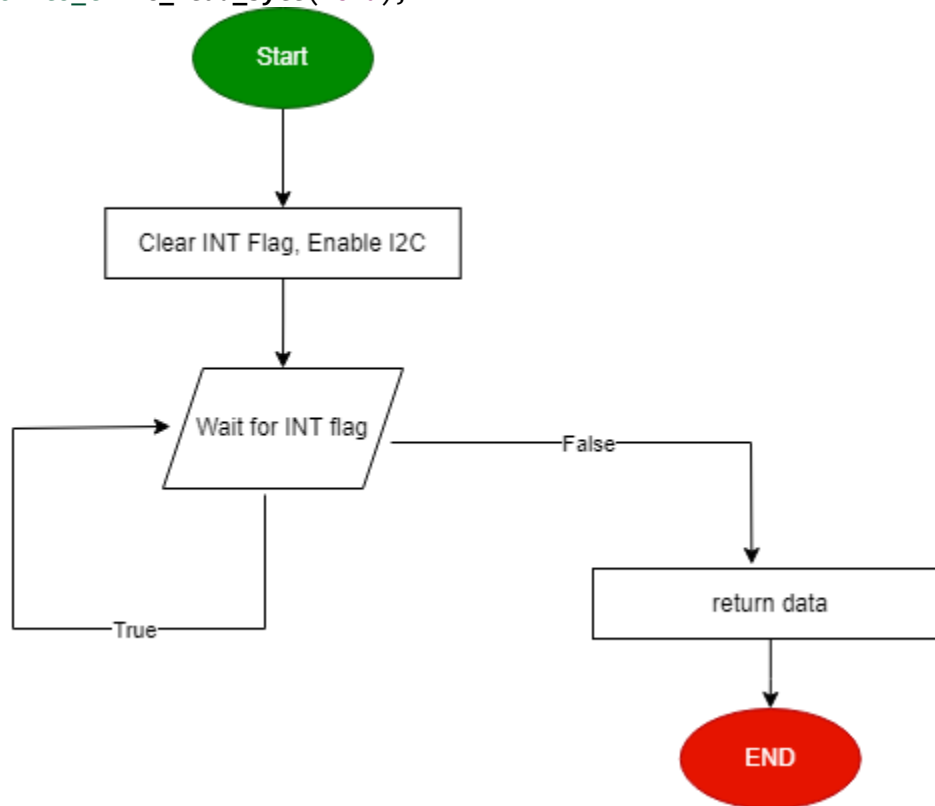 Start
Clear INT Flag, Enable I2C
Wait for INT flag
False
True
return data
END